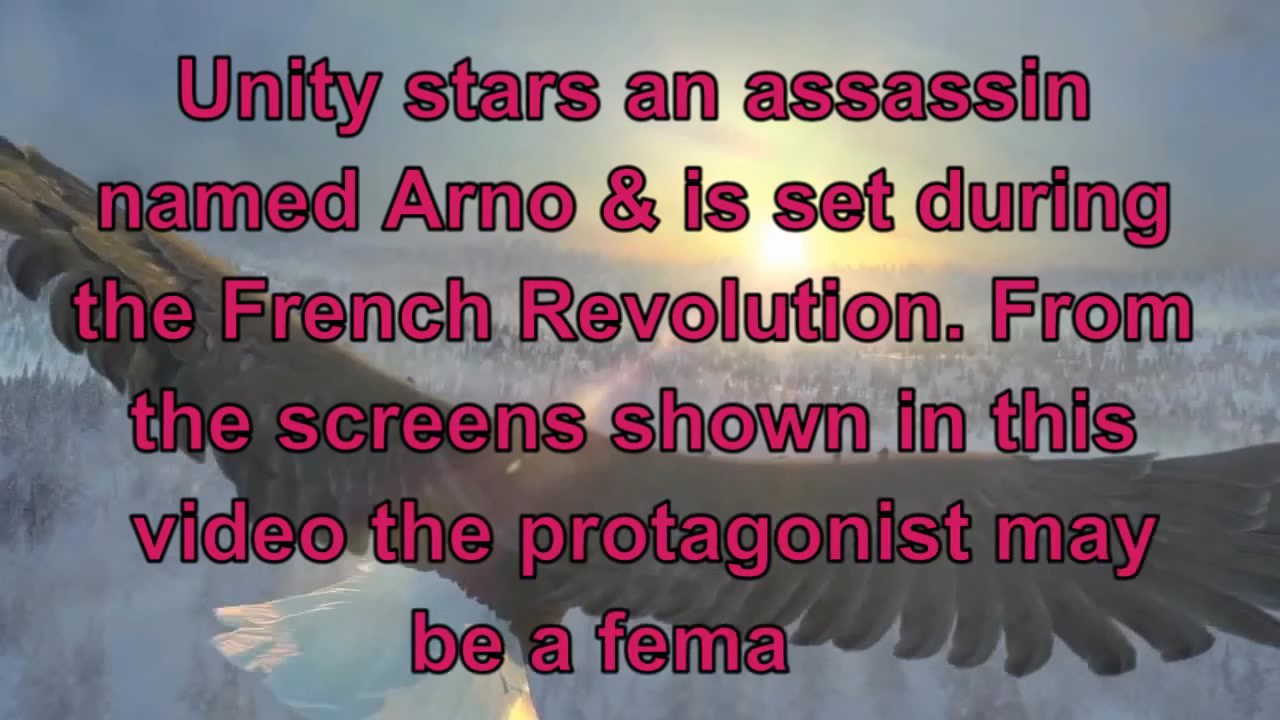 Unity stars an assassin
named Arno & is set during
the French Revolution. From
the screens shown in this
video the protagonist may
be a fema